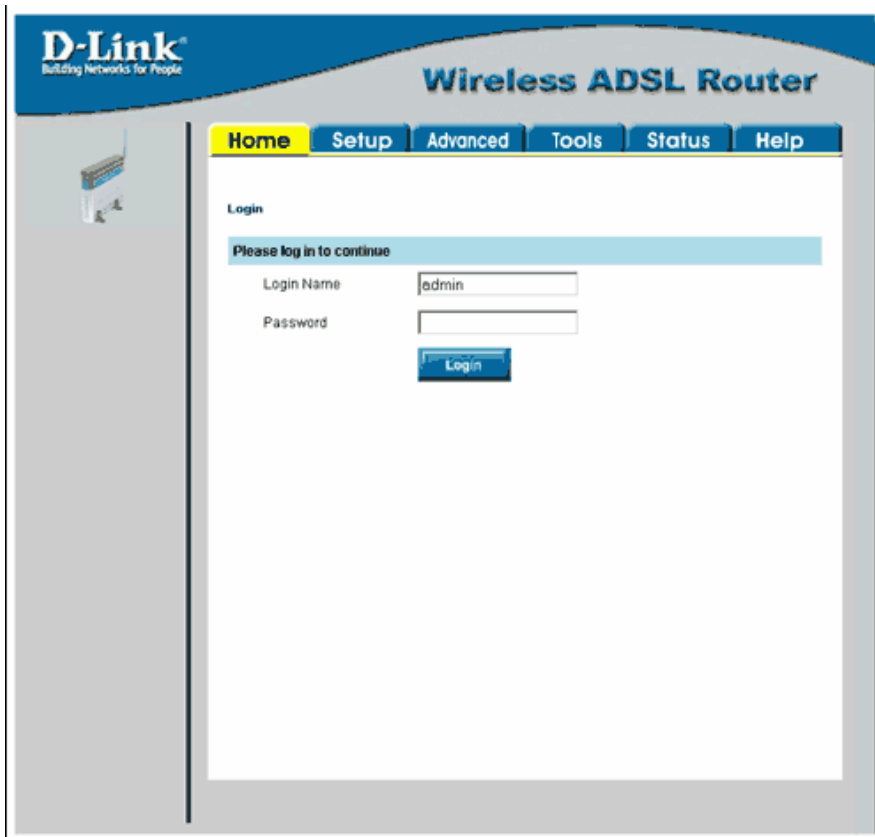 D-Link
Building Networks for People
Wireless ADSL Router
Home Setup Advanced Tools Status Help
Login
Please log in to continue
Login Name admin
Password
Login